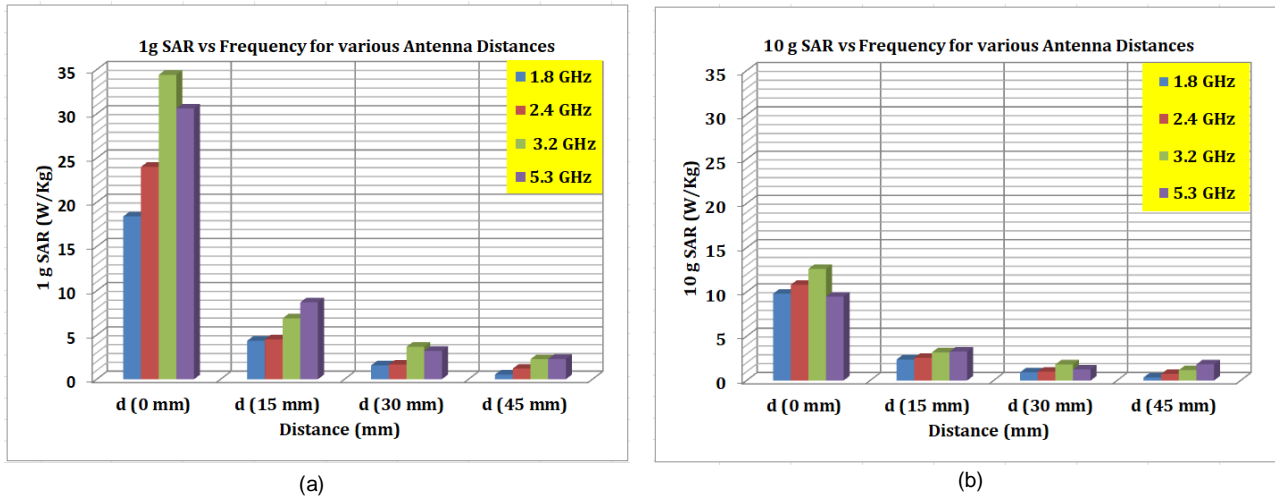 1g SAR vs Frequency for various Antenna Distances
35
30
25
20
15
10
5
0
1 g SAR (W/Kg)
1.8 GHz
2.4 GHz
3.2 GHz
5.3 GHz
d (0 mm) d (15 mm) d (30 mm) d (45 mm)
Distance (mm)
(a)
10 g SAR vs Frequency for various Antenna Distances
35
30
25
20
15
10
5
0
10 g SAR (W/Kg)
1.8 GHz
2.4 GHz
3.2 GHz
5.3 GHz
d (0 mm) d (15 mm) d (30 mm) d (45 mm)
Distance (mm)
(b)